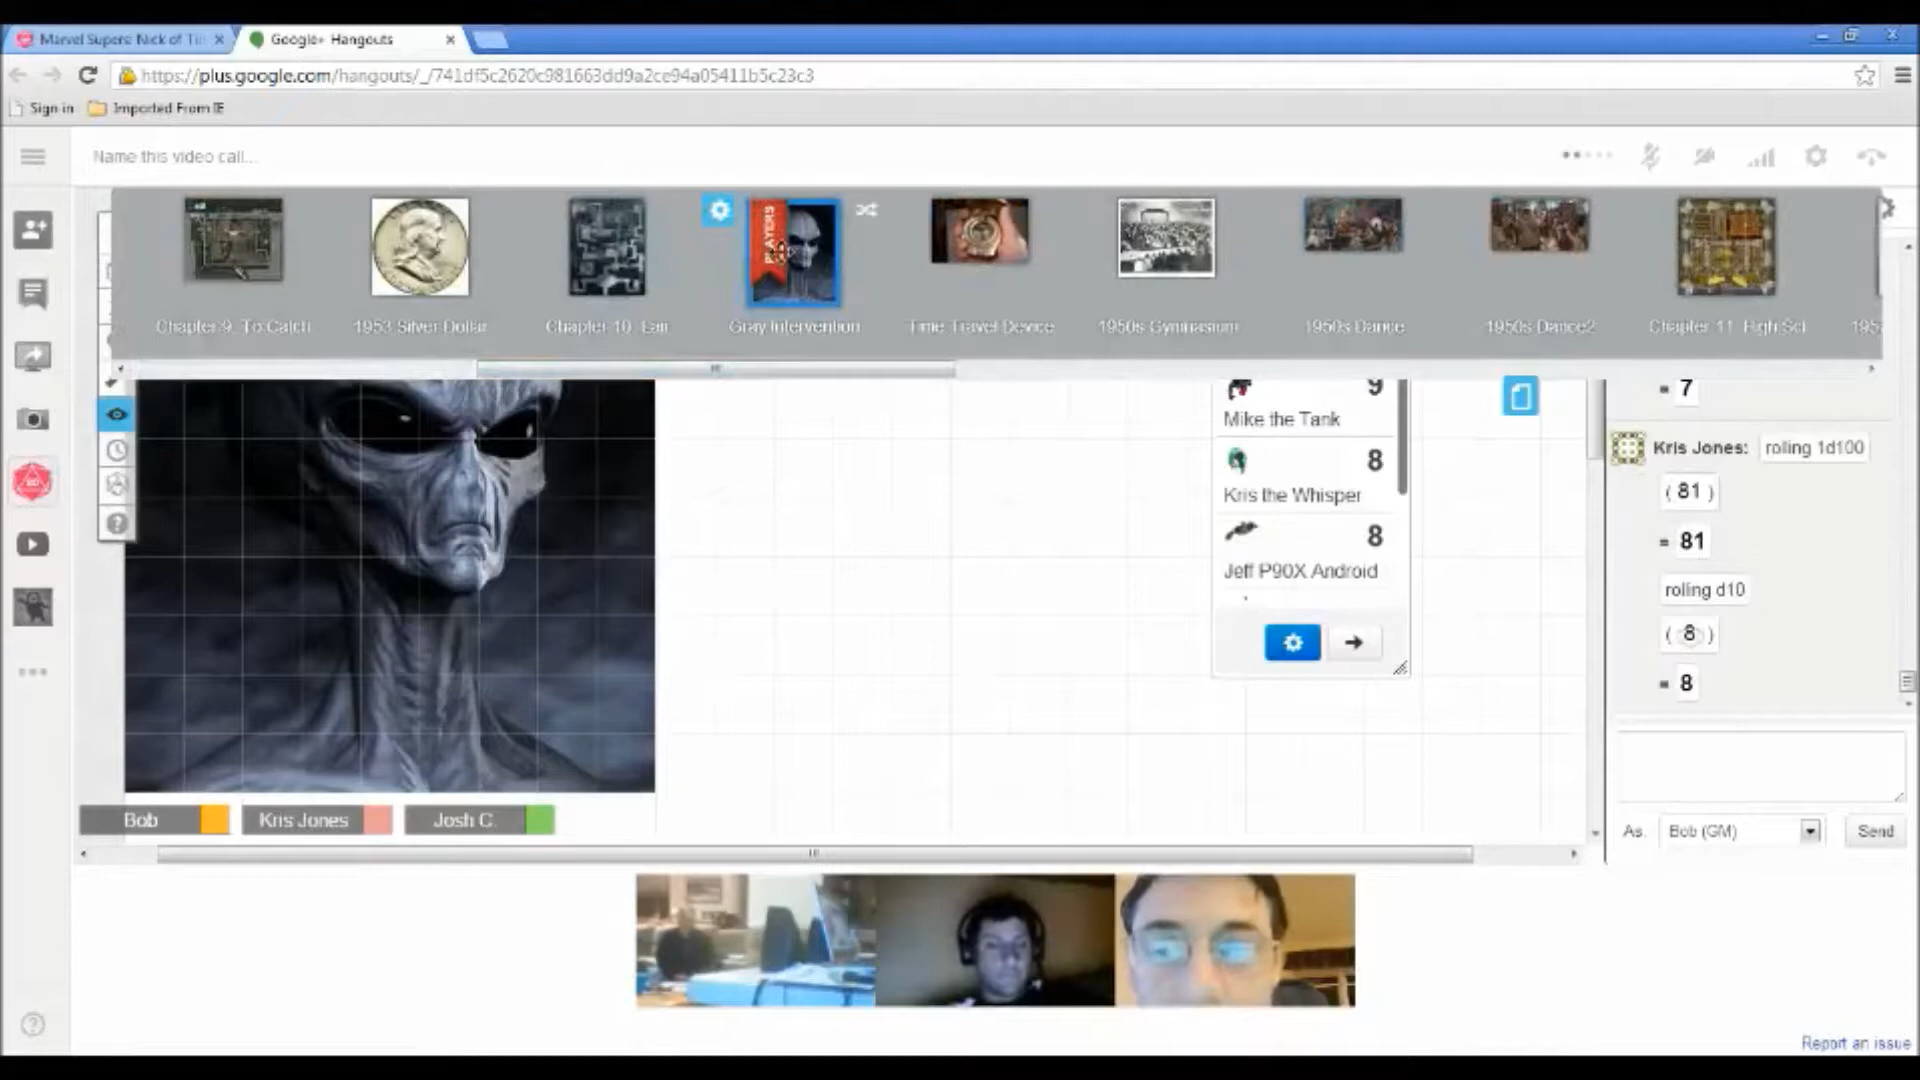 Marvel Supers: Nick of Ti
Google+ Hangouts
https://plus.google.com/hangouts/_/741df5c2620c981663dd9a2ce94a05411b5c23c3
Sign in
Imported From IE
Name this video call...
PLAYERS
Chapter 9. To Catch
1953 Silver Dollar
Chapter 10. Lair
Gray Intervention
Time Travel Device
1950s Gymnasium
1950s Dance
1950s Dance2
Chapter 11. High Scl
195
9
Mike the Tank
8
Kris the Whisper
8
Jeff P90X Android
= 7
Kris Jones: rolling 1d100
( 81 )
= 81
rolling d10
( 8 )
= 8
Bob
Kris Jones
Josh C.
As:
Bob (GM)
Send
Report an issue